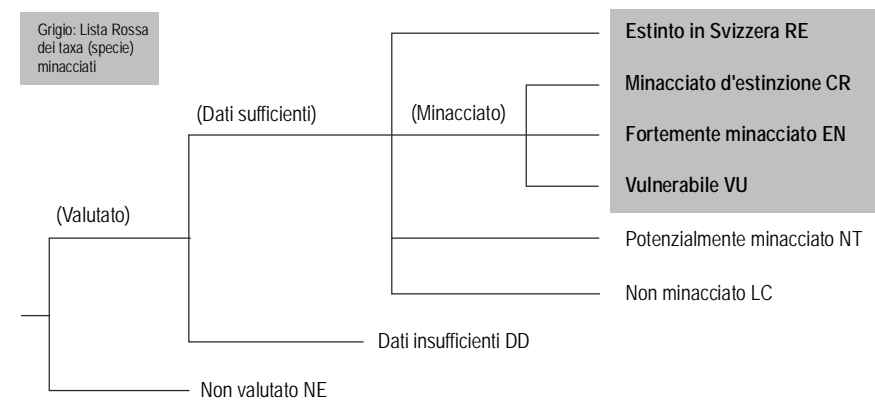 Grigio: Lista Rossa
dei taxa (specie)
minacciati
Estinto in Svizzera RE
Minacciato d'estinzione CR
(Dati sufficienti)
(Minacciato)
Fortemente minacciato EN
Vulnerabile VU
(Valutato)
Potenzialmente minacciato NT
Non minacciato LC
Dati insufficienti DD
Non valutato NE